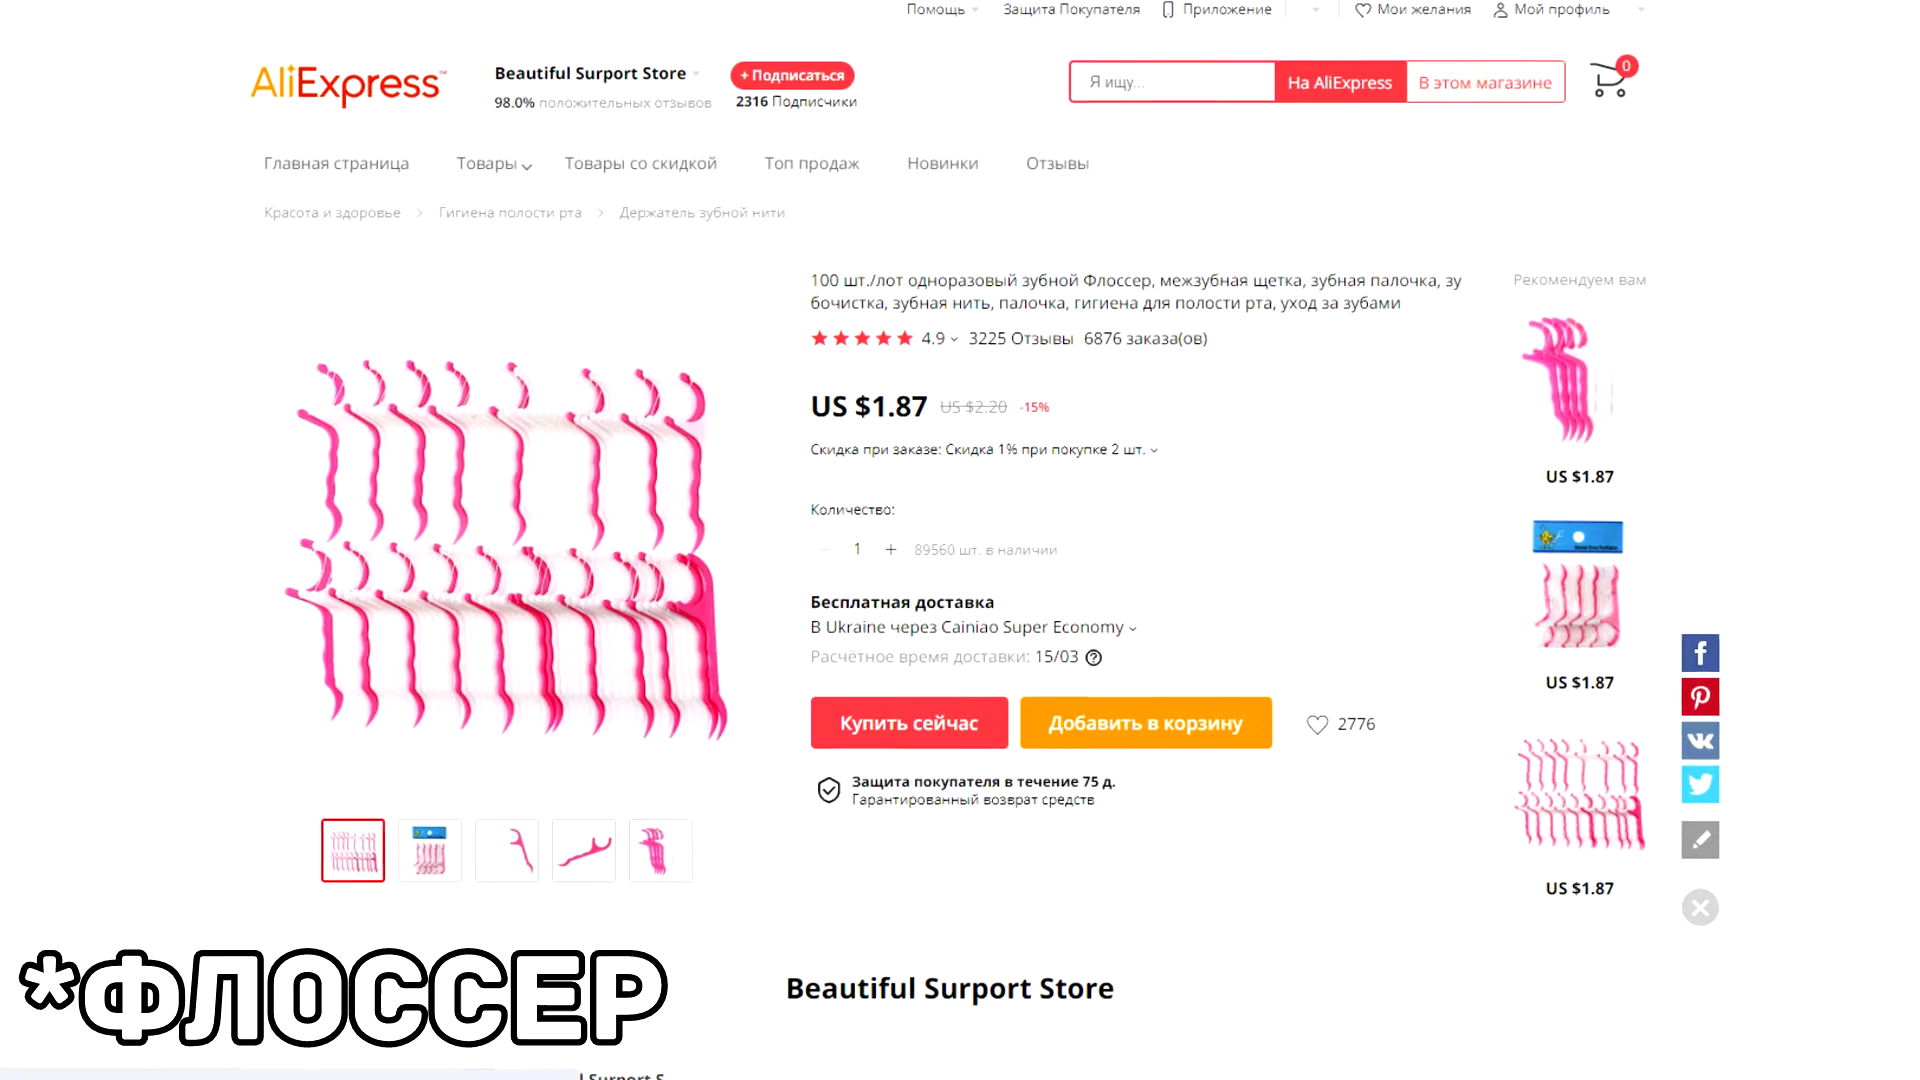 Помощь
Защита Покупателя
Приложение
Мои желания
Мой профиль
AliExpress™
Beautiful Surport Store
98.0% положительных отзывов
+ Подписаться
2316 Подписчики
Я ищу...
На AliExpress
В этом магазине
0
Главная страница
Товары
Товары со скидкой
Топ продаж
Новинки
Отзывы
Красота и здоровье > Гигиена полости рта > Держатель зубной нити
100 шт./лот одноразовый зубной Флоссер, межзубная щетка, зубная палочка, зу
бочистка, зубная нить, палочка, гигиена для полости рта, уход за зубами
4.9 3225 Отзывы 6876 заказа(ов)
US $1.87 US $2.20 -15%
Скидка при заказе: Скидка 1% при покупке 2 шт.
Количество:
− 1 + 89560 шт. в наличии
Бесплатная доставка
В Ukraine через Cainiao Super Economy
Расчётное время доставки: 15/03 ?
Купить сейчас
Добавить в корзину
2776
Защита покупателя в течение 75 д.
Гарантированный возврат средств
Рекомендуем вам
US $1.87
US $1.87
US $1.87
*ФЛОССЕР
Beautiful Surport Store